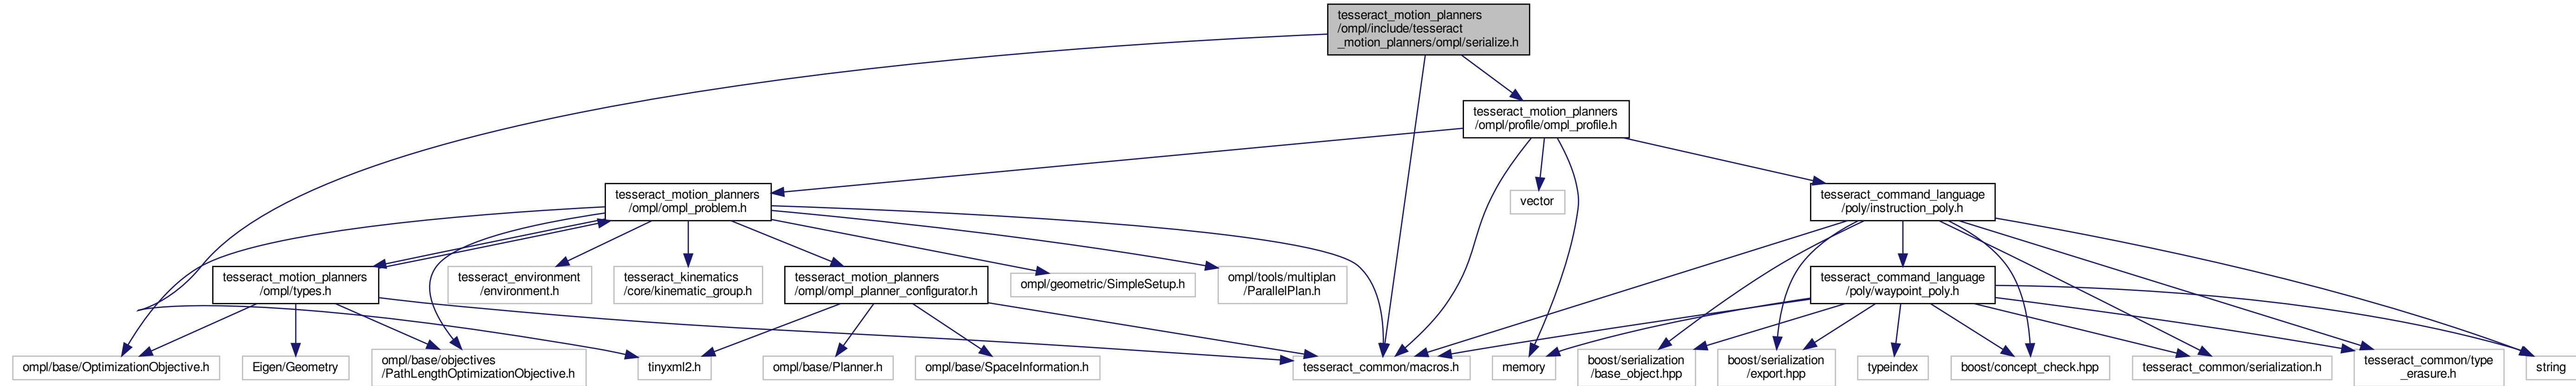 tesseract_motion_planners
/ompl/include/tesseract
_motion_planners/ompl/serialize.h
tesseract_motion_planners
/ompl/profile/ompl_profile.h
tesseract_motion_planners
/ompl/ompl_problem.h
vector
tesseract_command_language
/poly/instruction_poly.h
tesseract_motion_planners
/ompl/types.h
tesseract_environment
/environment.h
tesseract_kinematics
/core/kinematic_group.h
tesseract_motion_planners
/ompl/ompl_planner_configurator.h
ompl/geometric/SimpleSetup.h
ompl/tools/multiplan
/ParallelPlan.h
tesseract_command_language
/poly/waypoint_poly.h
ompl/base/OptimizationObjective.h
Eigen/Geometry
ompl/base/objectives
/PathLengthOptimizationObjective.h
tinyxml2.h
ompl/base/Planner.h
ompl/base/SpaceInformation.h
tesseract_common/macros.h
memory
boost/serialization
/base_object.hpp
boost/serialization
/export.hpp
typeindex
boost/concept_check.hpp
tesseract_common/serialization.h
tesseract_common/type
_erasure.h
string